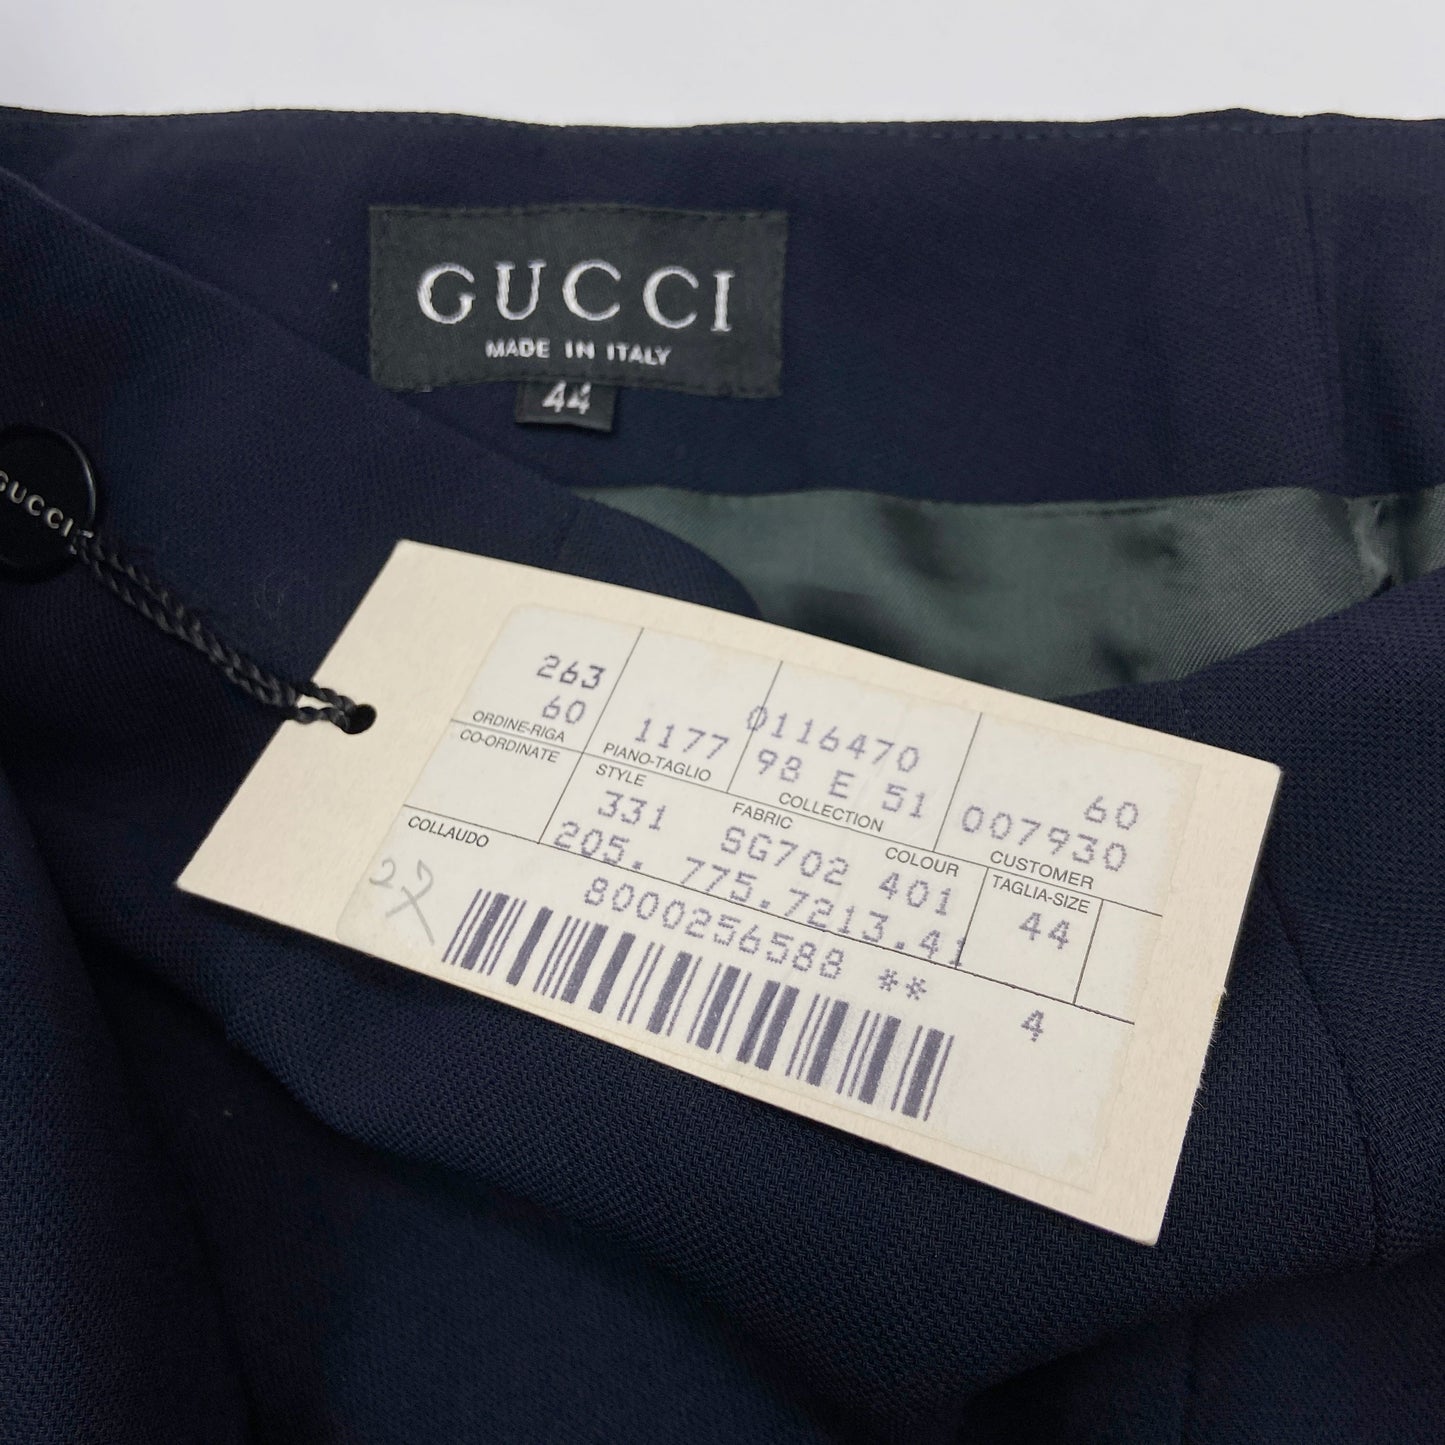 GUCCI
MADE IN ITALY
44
GUCCI
263
60
ORDINE-RIGA
CO-ORDINATE
1177
PIANO-TAGLIO
0116470
98 E 51
COLLECTION
60
007930
CUSTOMER
STYLE
331
FABRIC
SG702
COLOUR
401
TAGLIA-SIZE
44
COLLAUDO
205. 775.7213.41
8000256588 **
4